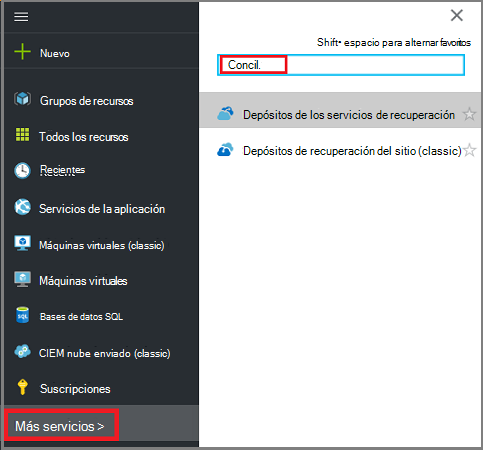 Nuevo
Grupos de recursos
Todos los recursos
Recientes
Servicios de la aplicación
Máquinas virtuales (classic)
Máquinas virtuales
Bases de datos SQL
CIEM nube enviado (classic)
Suscripciones
Más servicios >
Shift+ espacio para alternar favoritos
Concil.
Depósitos de los servicios de recuperación
Depósitos de recuperación del sitio (classic)